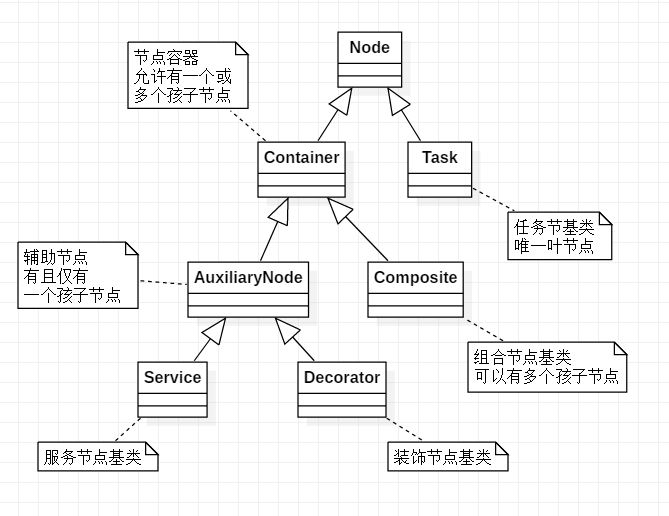 Node
节点容器
允许有一个或
多个孩子节点
Container
Task
任务节基类
唯一叶节点
辅助节点
有且仅有
一个孩子节点
AuxiliaryNode
Composite
组合节点基类
可以有多个孩子节点
Service
Decorator
服务节点基类
装饰节点基类